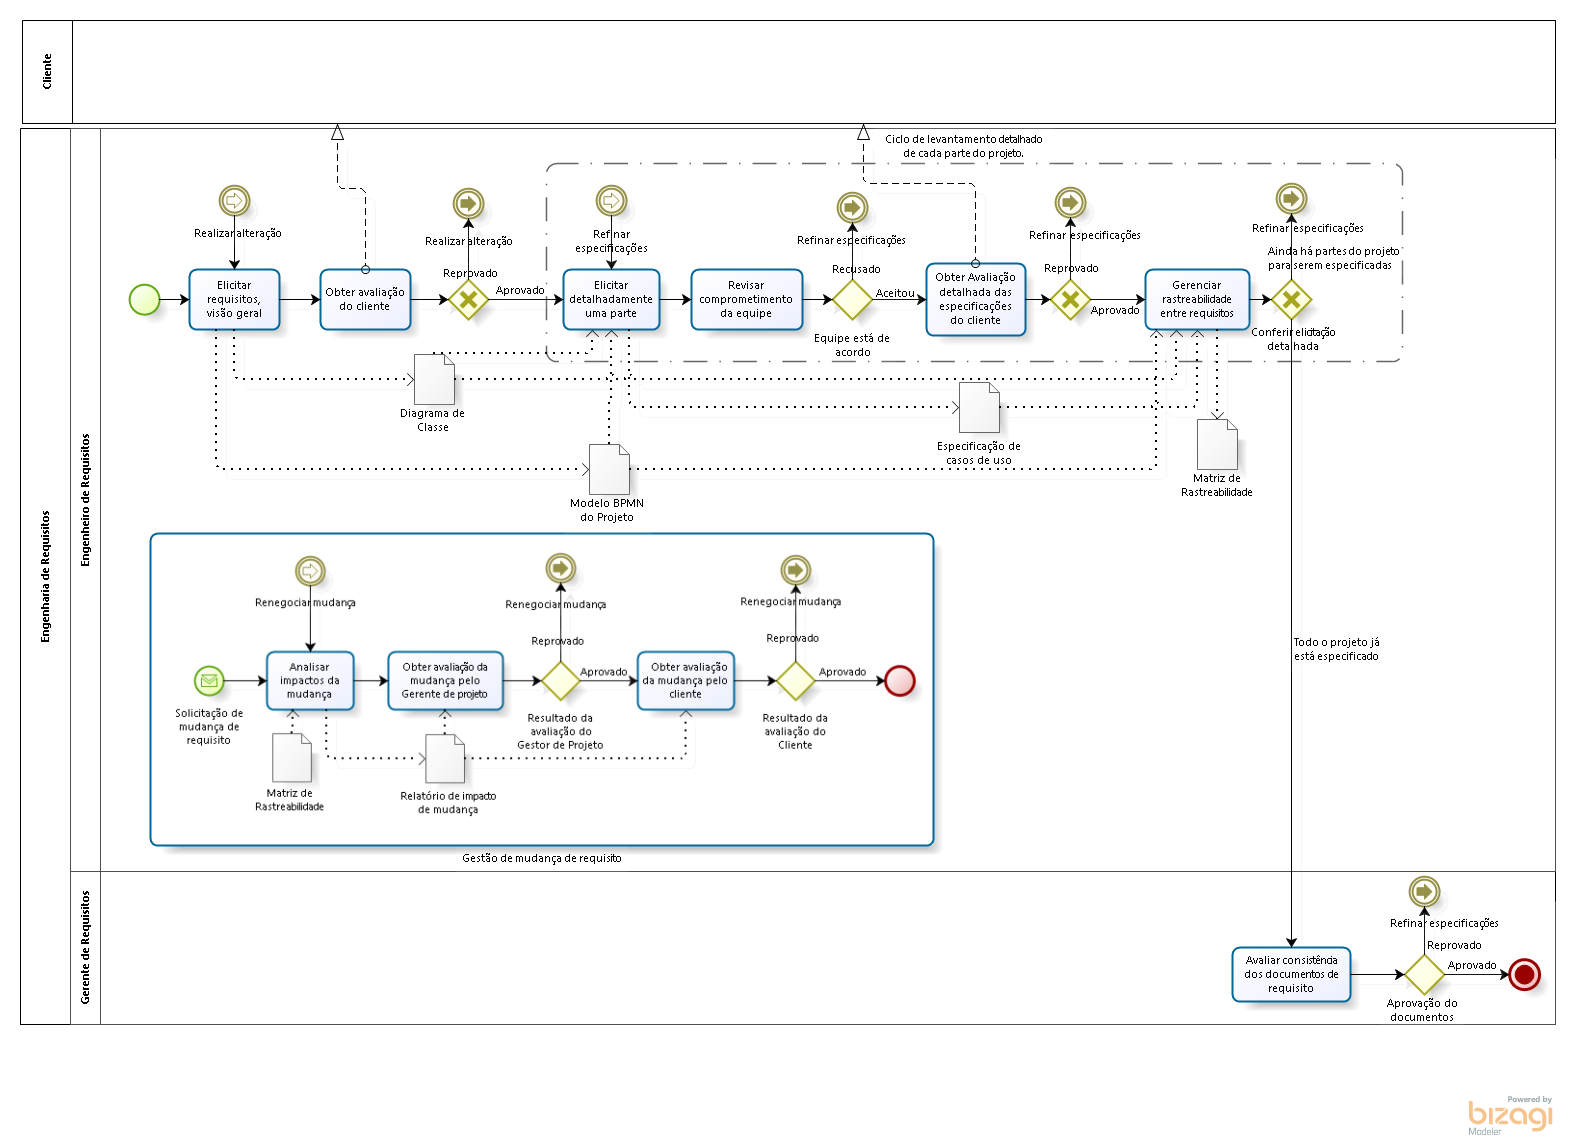 Cliente
Engenharia de Requisitos
Engenheiro de Requisitos
Ciclo de levantamento detalhado
de cada parte do projeto.
Realizar alteração
Realizar alteração
Refinar
especificações
Refinar especificações
Refinar especificações
Refinar especificações
Elicitar
requisitos,
visão geral
Obter avaliação
do cliente
Reprovado
Aprovado
Elicitar
detalhadamente
uma parte
Revisar
comprometimento
da equipe
Recusado
Aceitou
Equipe está de
acordo
Obter Avaliação
detalhada das
especificações
do cliente
Reprovado
Aprovado
Gerenciar
rastreabilidade
entre requisitos
Ainda há partes do projeto
para serem especificadas
Conferir elicitação
detalhada
Diagrama de
Classe
Especificação de
casos de uso
Modelo BPMN
do Projeto
Matriz de
Rastreabilidade
Renegociar mudança
Renegociar mudança
Renegociar mudança
Solicitação de
mudança de
requisito
Analisar
impactos da
mudança
Obter avaliação da
mudança pelo
Gerente de projeto
Reprovado
Aprovado
Resultado da
avaliação do
Gestor de Projeto
Obter avaliação
da mudança pelo
cliente
Reprovado
Aprovado
Resultado da
avaliação do
Cliente
Matriz de
Rastreabilidade
Relatório de impacto
de mudança
Gestão de mudança de requisito
Todo o projeto já
está especificado
Gerente de Requisitos
Avaliar consistência
dos documentos de
requisito
Refinar especificações
Reprovado
Aprovado
Aprovação do
documentos
Powered by
bizagi
Modeler